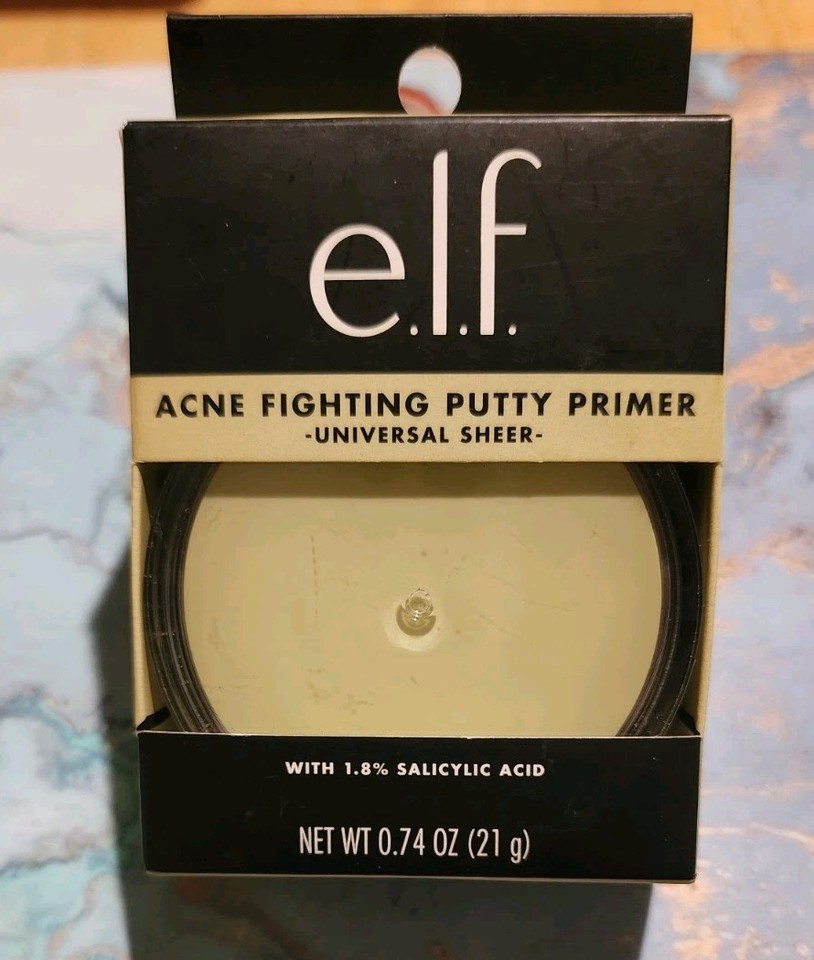 e.l.f.
ACNE FIGHTING PUTTY PRIMER
-UNIVERSAL SHEER-
WITH 1.8% SALICYLIC ACID
NET WT 0.74 OZ (21 g)